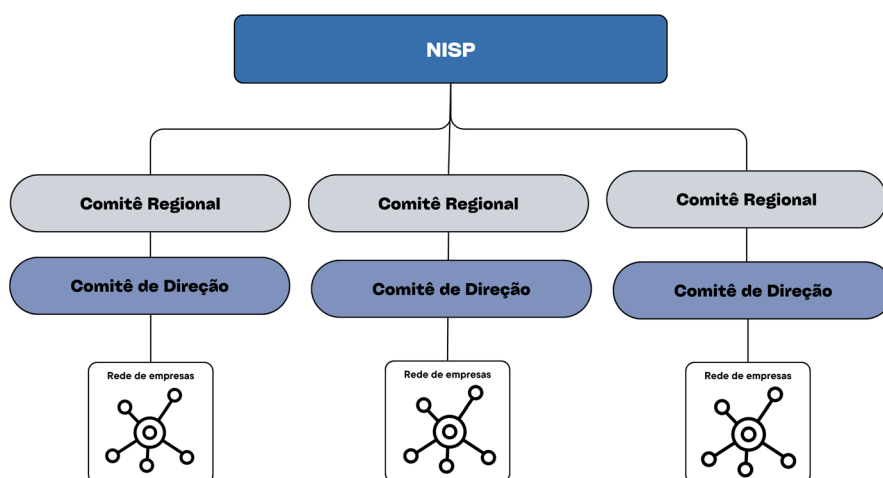 NISP
Comitê Regional
Comitê Regional
Comitê Regional
Comitê de Direção
Comitê de Direção
Comitê de Direção
Rede de empresas
Rede de empresas
Rede de empresas